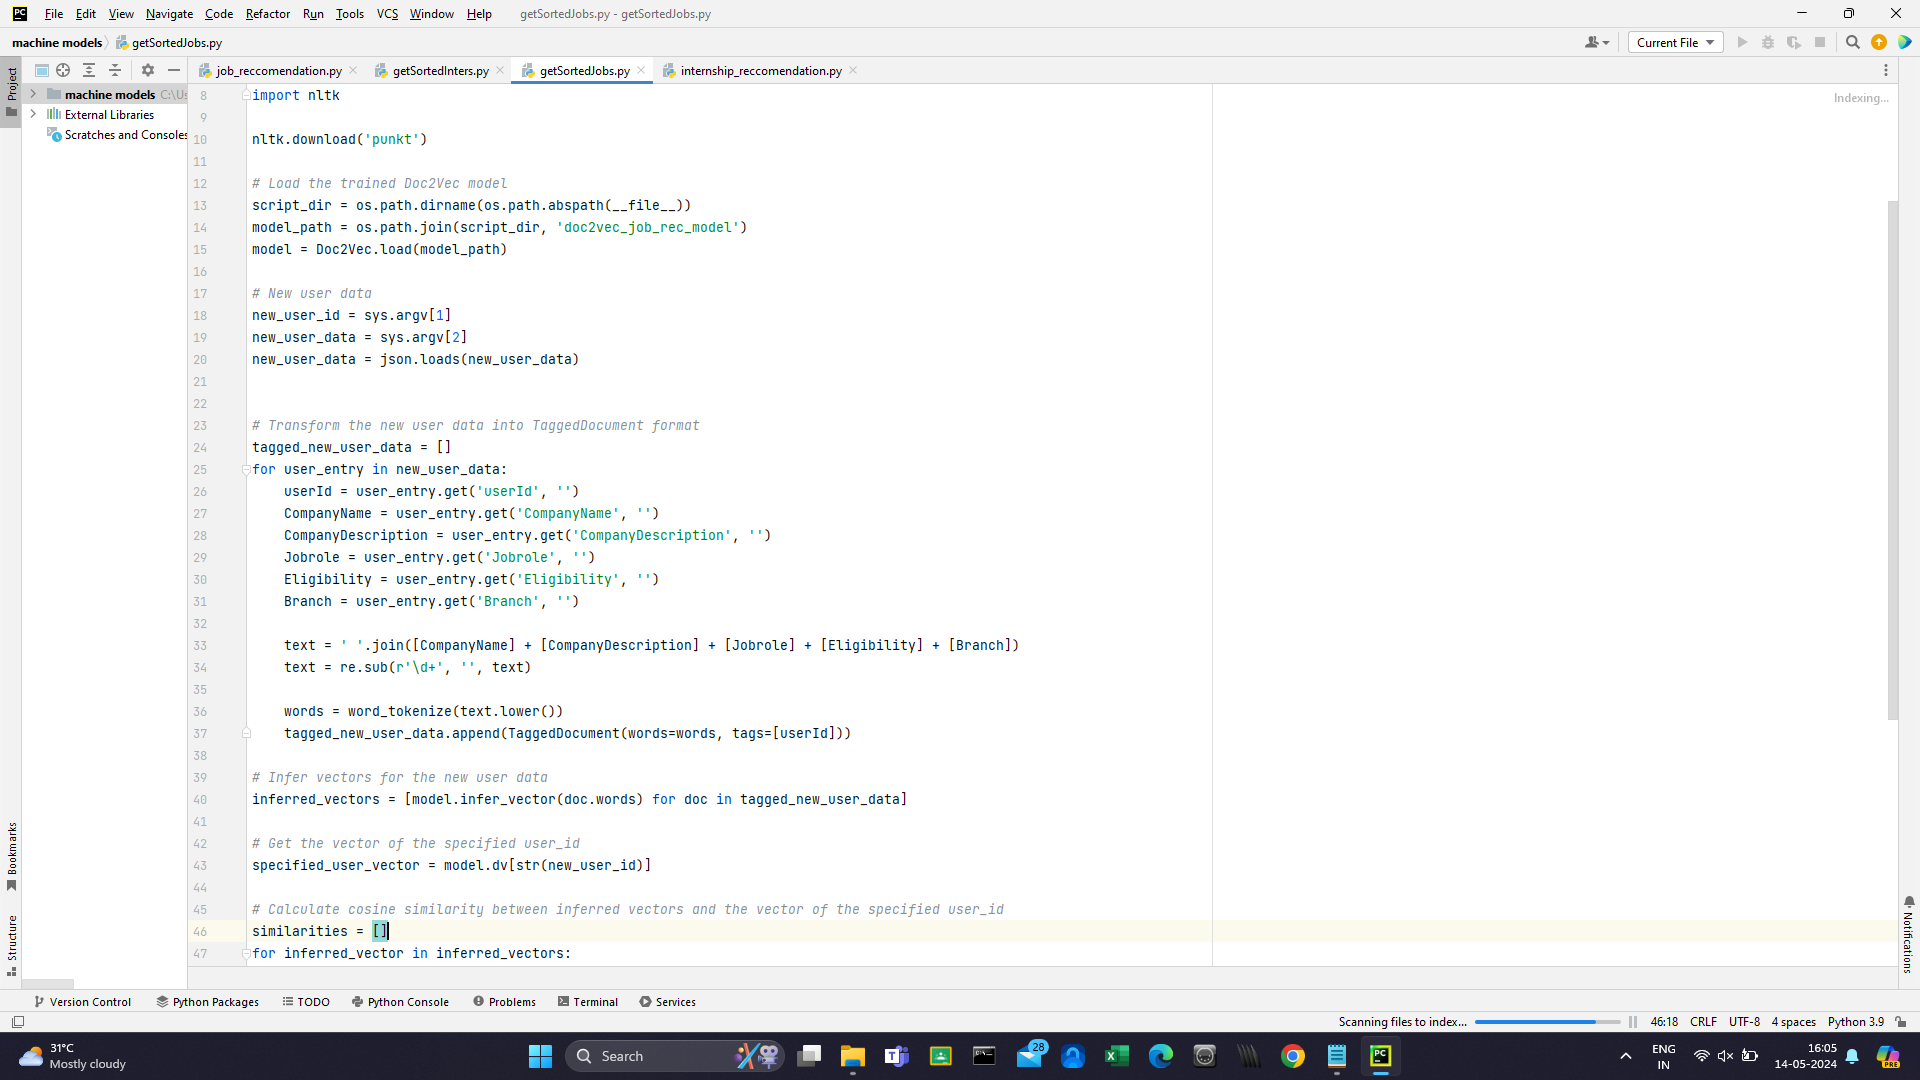 PC File Edit View Navigate Code Refactor Run Tools VCS Window Help getSortedJobs.py - getSortedJobs.py
machine models getSortedJobs.py Current File
Project
job_reccomendation.py getSortedInters.py getSortedJobs.py internship_reccomendation.py
machine models C:\Us
External Libraries
Scratches and Consoles
Indexing...
8 import nltk
9
10 nltk.download('punkt')
11
12 # Load the trained Doc2Vec model
13 script_dir = os.path.dirname(os.path.abspath(__file__))
14 model_path = os.path.join(script_dir, 'doc2vec_job_rec_model')
15 model = Doc2Vec.load(model_path)
16
17 # New user data
18 new_user_id = sys.argv[1]
19 new_user_data = sys.argv[2]
20 new_user_data = json.loads(new_user_data)
21
22
23 # Transform the new user data into TaggedDocument format
24 tagged_new_user_data = []
25 for user_entry in new_user_data:
26 userId = user_entry.get('userId', '')
27 CompanyName = user_entry.get('CompanyName', '')
28 CompanyDescription = user_entry.get('CompanyDescription', '')
29 Jobrole = user_entry.get('Jobrole', '')
30 Eligibility = user_entry.get('Eligibility', '')
31 Branch = user_entry.get('Branch', '')
32
33 text = ' '.join([CompanyName] + [CompanyDescription] + [Jobrole] + [Eligibility] + [Branch])
34 text = re.sub(r'\d+', '', text)
35
36 words = word_tokenize(text.lower())
37 tagged_new_user_data.append(TaggedDocument(words=words, tags=[userId]))
38
39 # Infer vectors for the new user data
40 inferred_vectors = [model.infer_vector(doc.words) for doc in tagged_new_user_data]
41
42 # Get the vector of the specified user_id
43 specified_user_vector = model.dv[str(new_user_id)]
44
45 # Calculate cosine similarity between inferred vectors and the vector of the specified user_id
46 similarities = []
47 for inferred_vector in inferred_vectors:
Bookmarks
Structure
Notifications
Version Control Python Packages TODO Python Console Problems Terminal Services
Scanning files to index... 46:18 CRLF UTF-8 4 spaces Python 3.9
31°C
Mostly cloudy
Search
28
PC
ENG
IN
16:05
14-05-2024
PRE